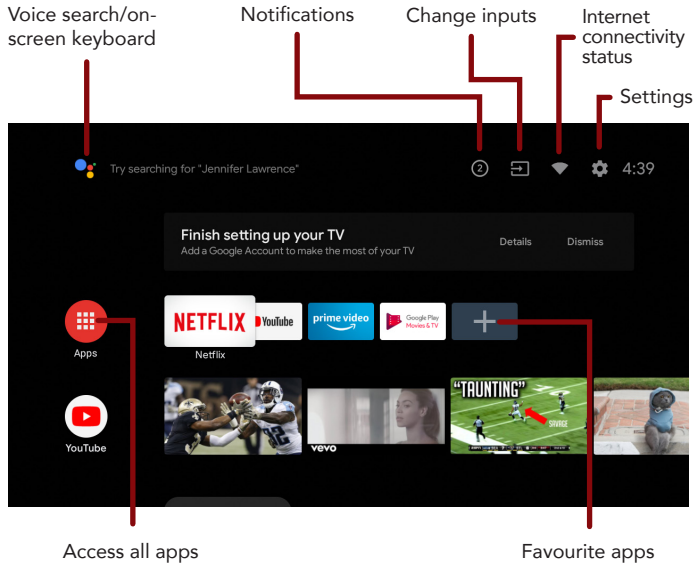 Voice search/on-
screen keyboard
Notifications
Change inputs
Internet
connectivity
status
Settings
Try searching for "Jennifer Lawrence"
2
4:39
Finish setting up your TV
Add a Google Account to make the most of your TV
Details
Dismiss
Apps
NETFLIX
YouTube
prime video
Google Play
Movies & TV
Netflix
YouTube
32
vevo
"TAUNTING"
SAVAGE
Access all apps
Favourite apps